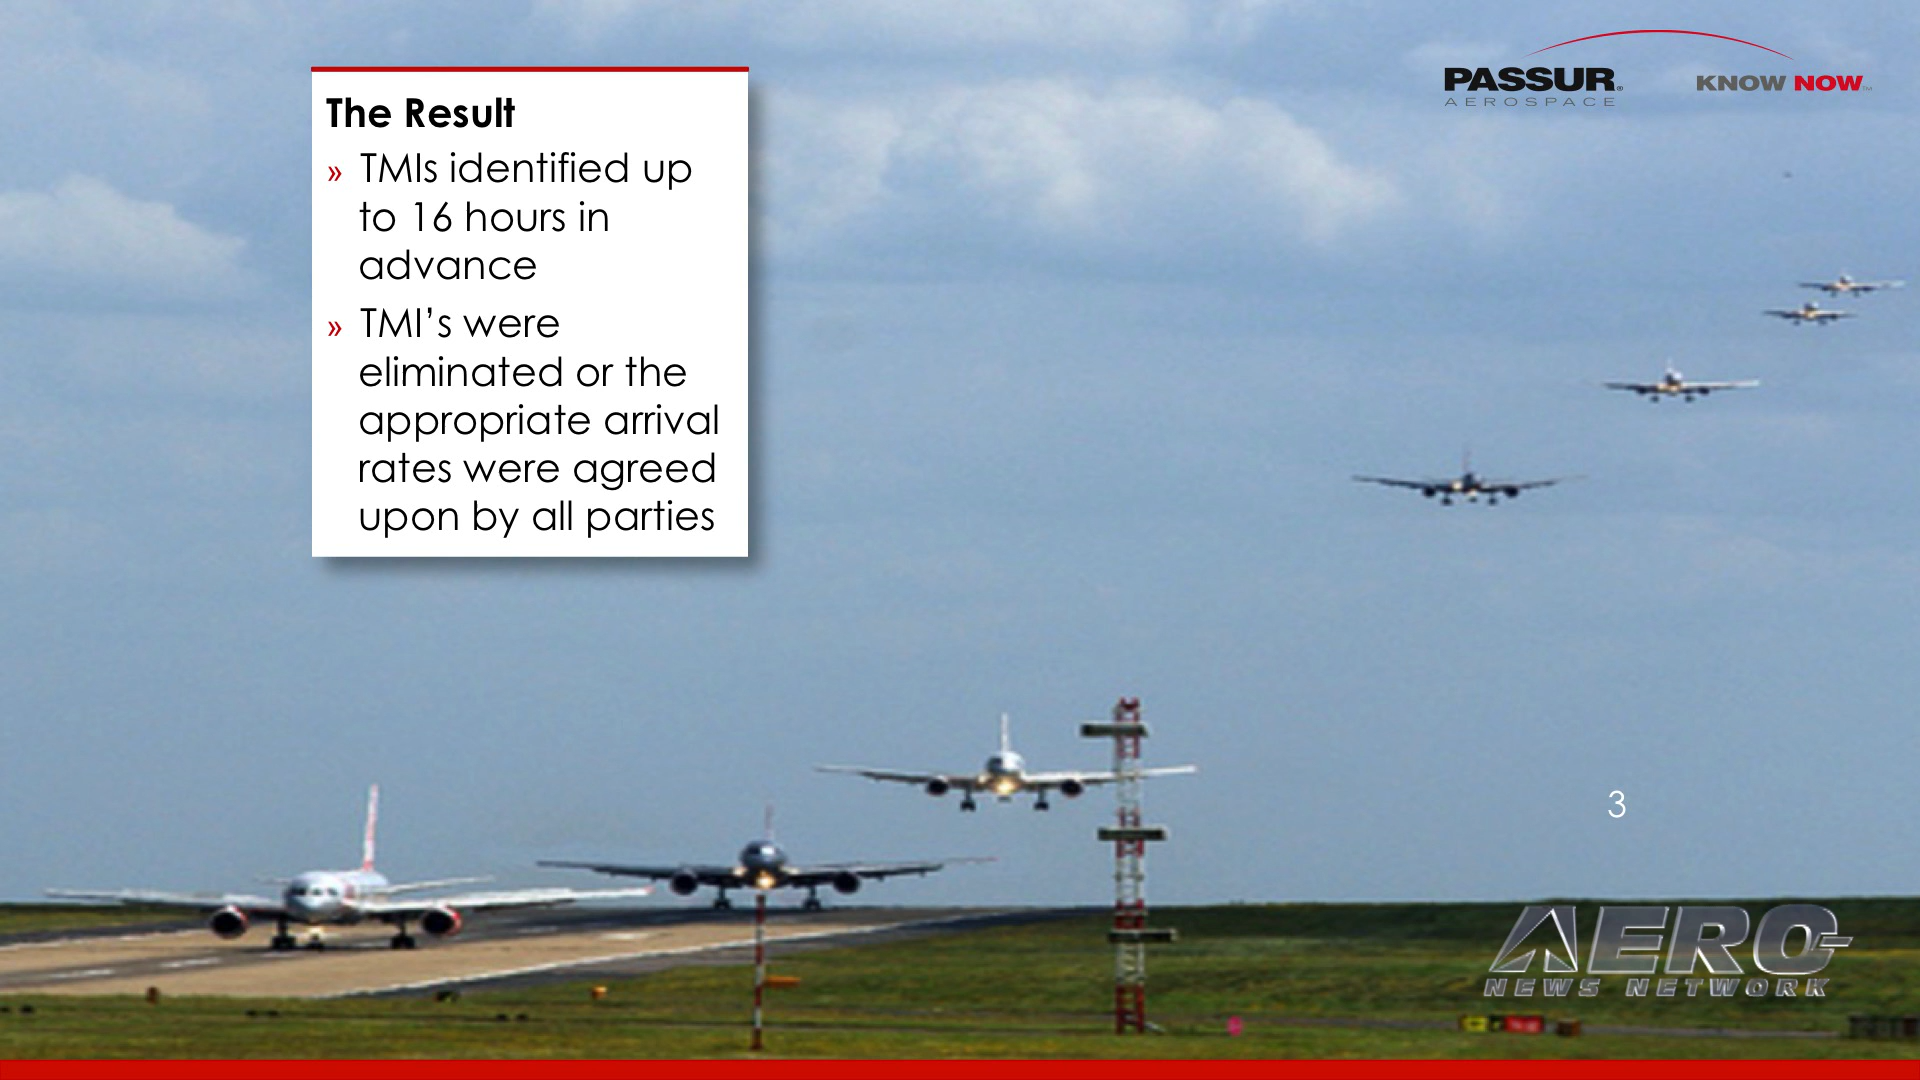 The Result
» TMIs identified up
to 16 hours in
advance
» TMI’s were
eliminated or the
appropriate arrival
rates were agreed
upon by all parties
PASSUR®
AEROSPACE
KNOW NOW™
3
AERO-
NEWS NETWORK